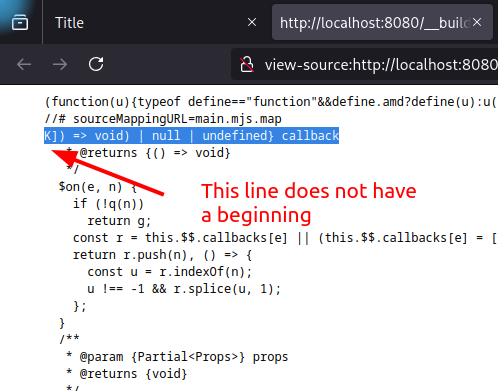 Title
http://localhost:8080/__build
view-source:http://localhost:8080/__
(function(u){typeof define=="function"&&define.amd?define(u):u(
//# sourceMappingURL=main.mjs.map
K]) => void) | null | undefined} callback
* @returns {() => void}
*/
$on(e, n) {
if (!q(n))
return g;
const r = this.$$.callbacks[e] || (this.$$.callbacks[e] = [
return r.push(n), () => {
const u = r.indexOf(n);
u !== -1 && r.splice(u, 1);
};
}
/**
* @param {Partial<Props>} props
* @returns {void}
*/
This line does not have
a beginning